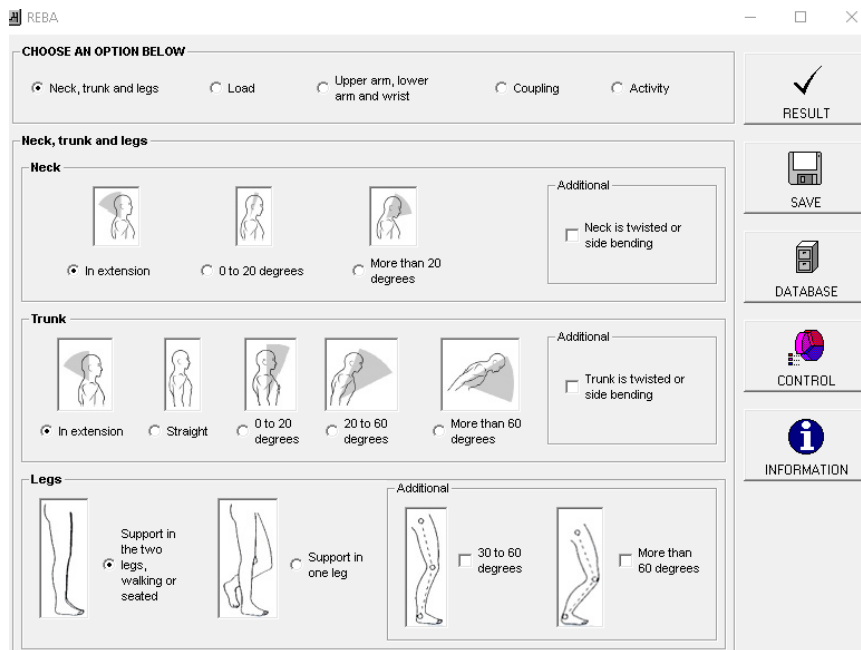 REBA
CHOOSE AN OPTION BELOW
Neck, trunk and legs
Load
Upper arm, lower
arm and wrist
Coupling
Activity
RESULT
SAVE
DATABASE
CONTROL
INFORMATION
Neck, trunk and legs
Neck
In extension
0 to 20 degrees
More than 20
degrees
Additional
Neck is twisted or
side bending
Trunk
In extension
Straight
0 to 20
degrees
20 to 60
degrees
More than 60
degrees
Additional
Trunk is twisted or
side bending
Legs
Support in
the two
legs,
walking or
seated
Support in
one leg
Additional
30 to 60
degrees
More than
60 degrees